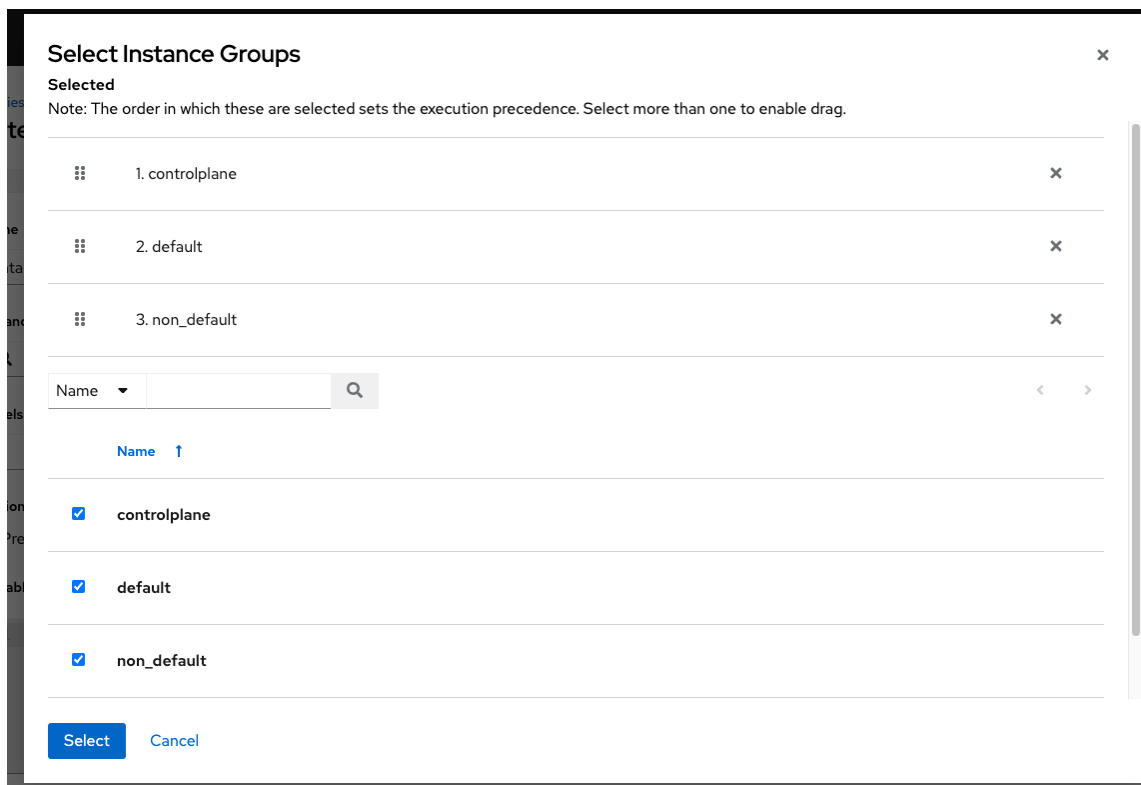 Select Instance Groups
Selected
Note: The order in which these are selected sets the execution precedence. Select more than one to enable drag.
1. controlplane
2. default
3. non_default
Name
Name
controlplane
default
non_default
Select
Cancel